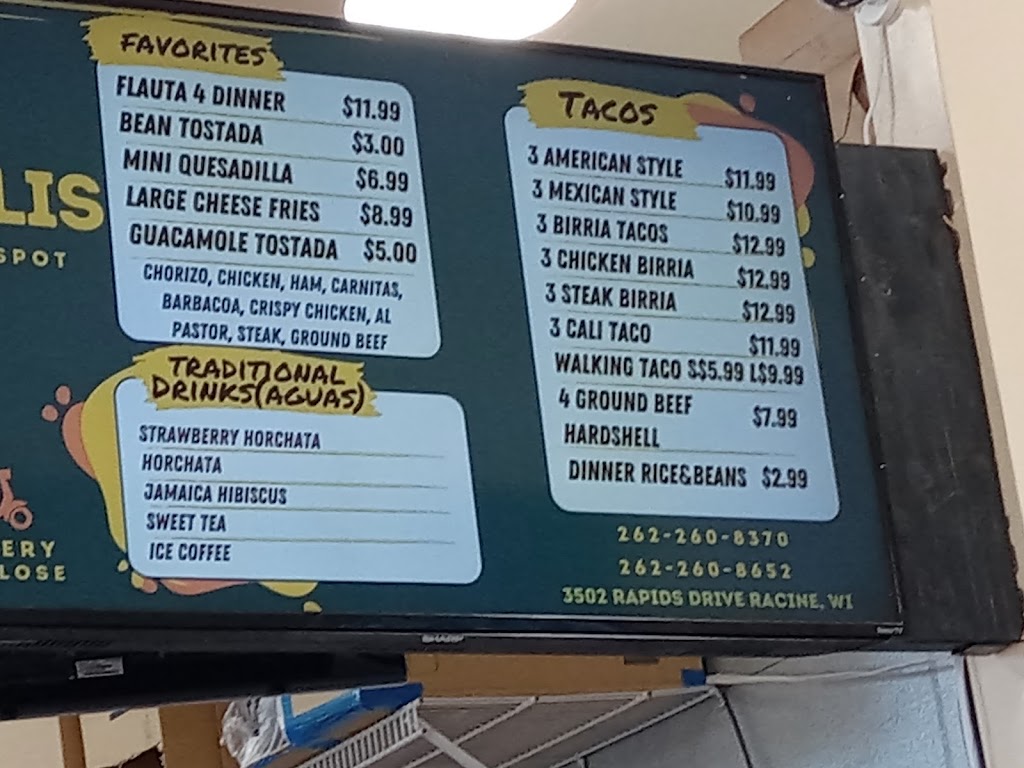 LIS
SPOT
ERY
LOSE
FAVORITES
FLAUTA 4 DINNER $11.99
BEAN TOSTADA $3.00
MINI QUESADILLA $6.99
LARGE CHEESE FRIES $8.99
GUACAMOLE TOSTADA $5.00
CHORIZO, CHICKEN, HAM, CARNITAS,
BARBACOA, CRISPY CHICKEN, AL
PASTOR, STEAK, GROUND BEEF
TRADITIONAL
DRINKS(AGUAS)
STRAWBERRY HORCHATA
HORCHATA
JAMAICA HIBISCUS
SWEET TEA
ICE COFFEE
TACOS
3 AMERICAN STYLE $11.99
3 MEXICAN STYLE $10.99
3 BIRRIA TACOS $12.99
3 CHICKEN BIRRIA $12.99
3 STEAK BIRRIA $12.99
3 CALI TACO $11.99
WALKING TACO S$5.99 L$9.99
4 GROUND BEEF $7.99
HARDSHELL
DINNER RICE&BEANS $2.99
262-260-8370
262-260-8652
3502 RAPIDS DRIVE RACINE, WI
SHARP